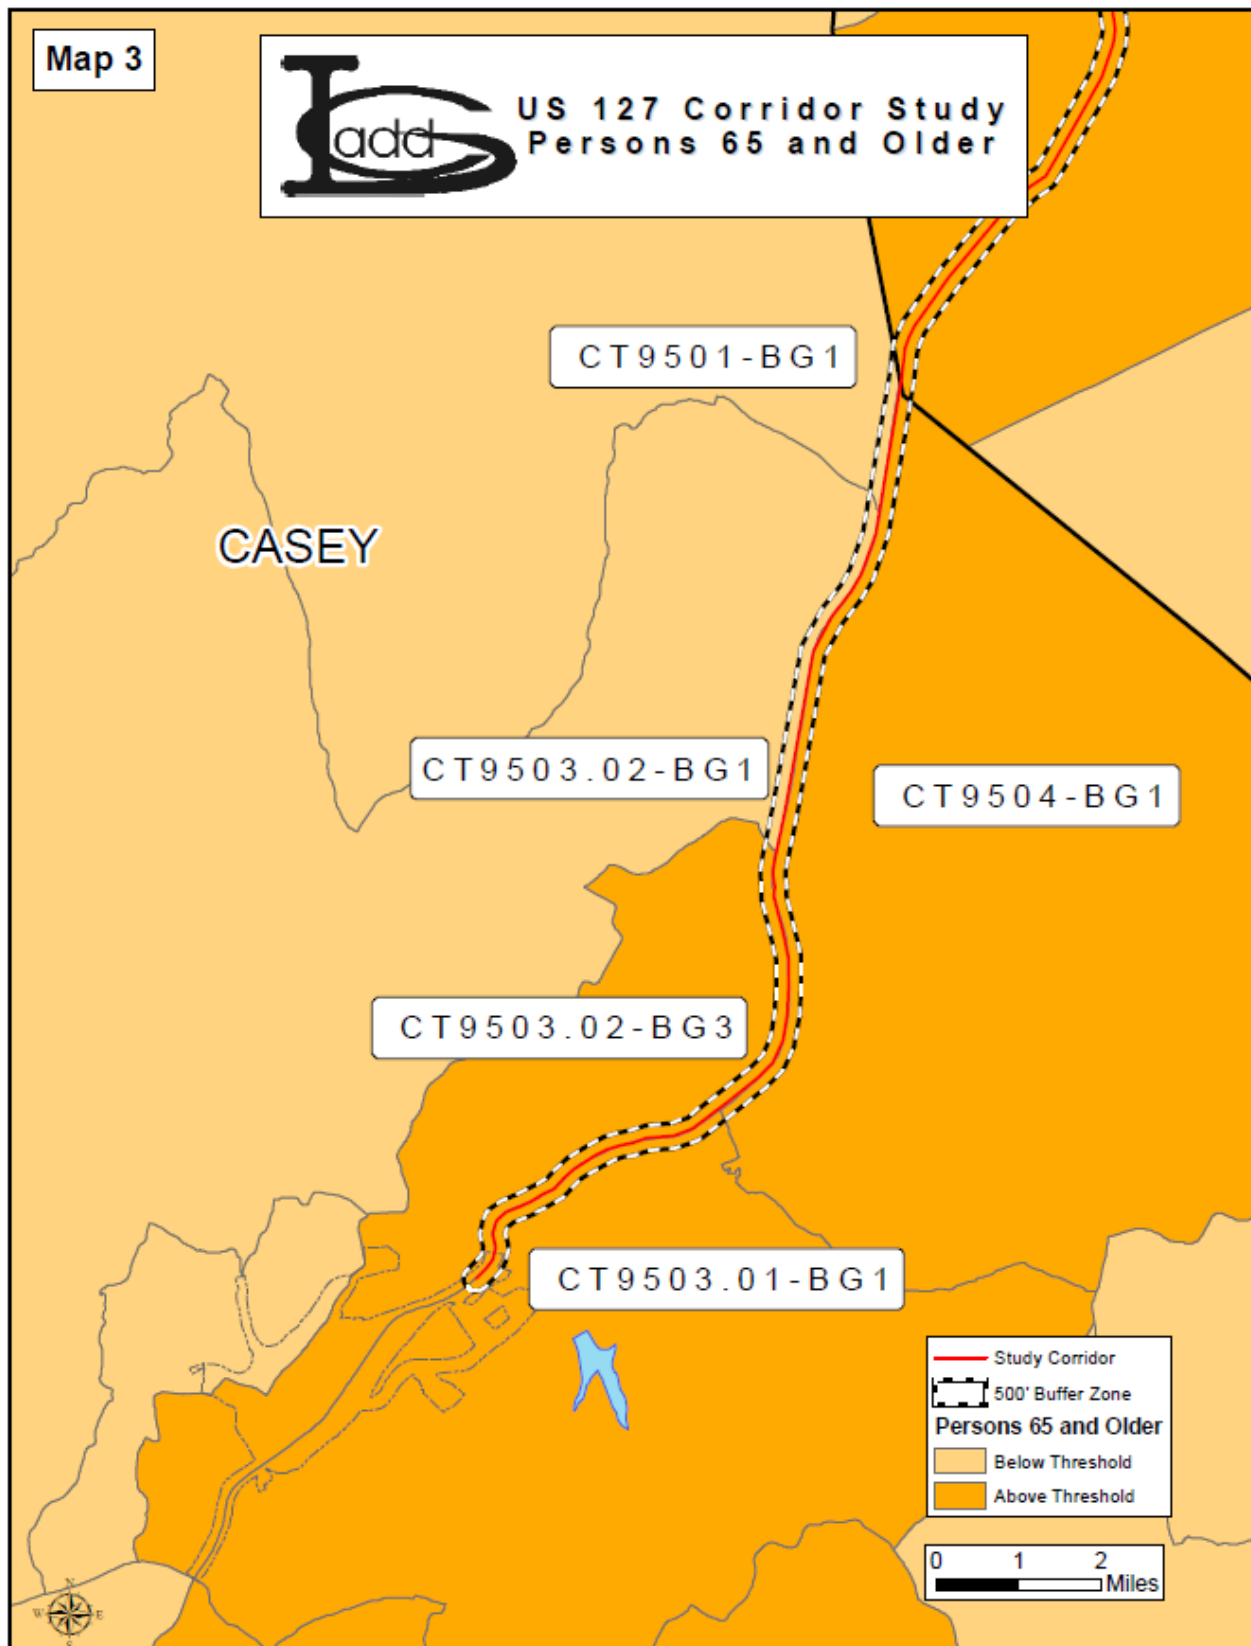 Map 3
LCadd
US 127 Corridor Study
Persons 65 and Older
CT9501-BG1
CASEY
CT9503.02-BG1
CT9504-BG1
CT9503.02-BG3
CT9503.01-BG1
Study Corridor
500' Buffer Zone
Persons 65 and Older
Below Threshold
Above Threshold
0 1 2
Miles
N
W E
S